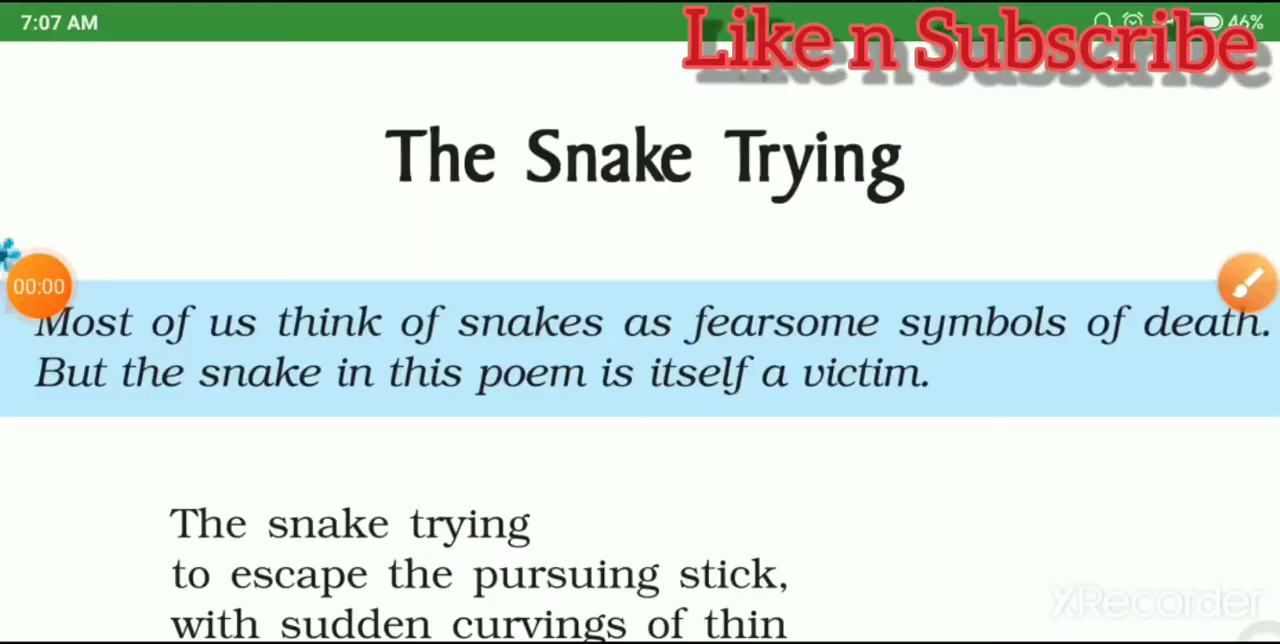 7:07 AM
46%
Like n Subscribe
The Snake Trying
00:00
Most of us think of snakes as fearsome symbols of death.
But the snake in this poem is itself a victim.
The snake trying
to escape the pursuing stick,
with sudden curvings of thin
XRecorder